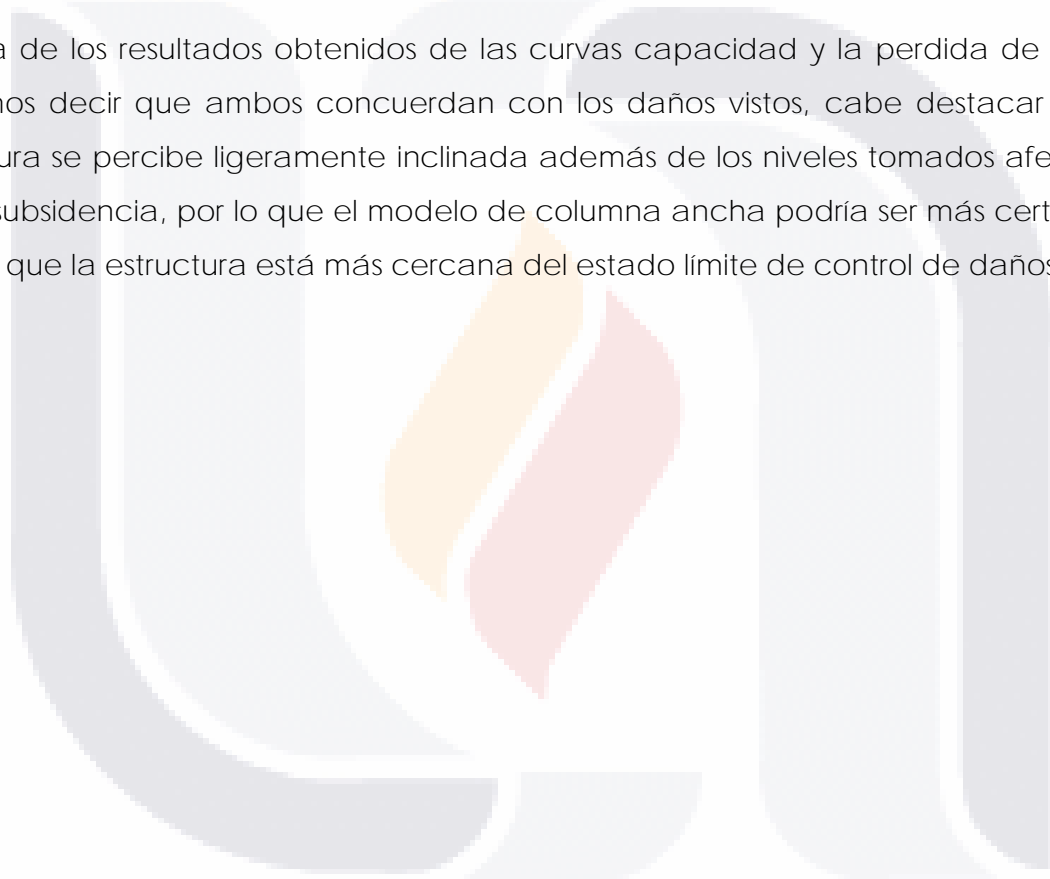 a de los resultados obtenidos de las curvas capacidad y la perdida de
nos decir que ambos concuerdan con los daños vistos, cabe destacar
ura se percibe ligeramente inclinada además de los niveles tomados afe
subsidencia, por lo que el modelo de columna ancha podría ser más cert
que la estructura está más cercana del estado límite de control de daños